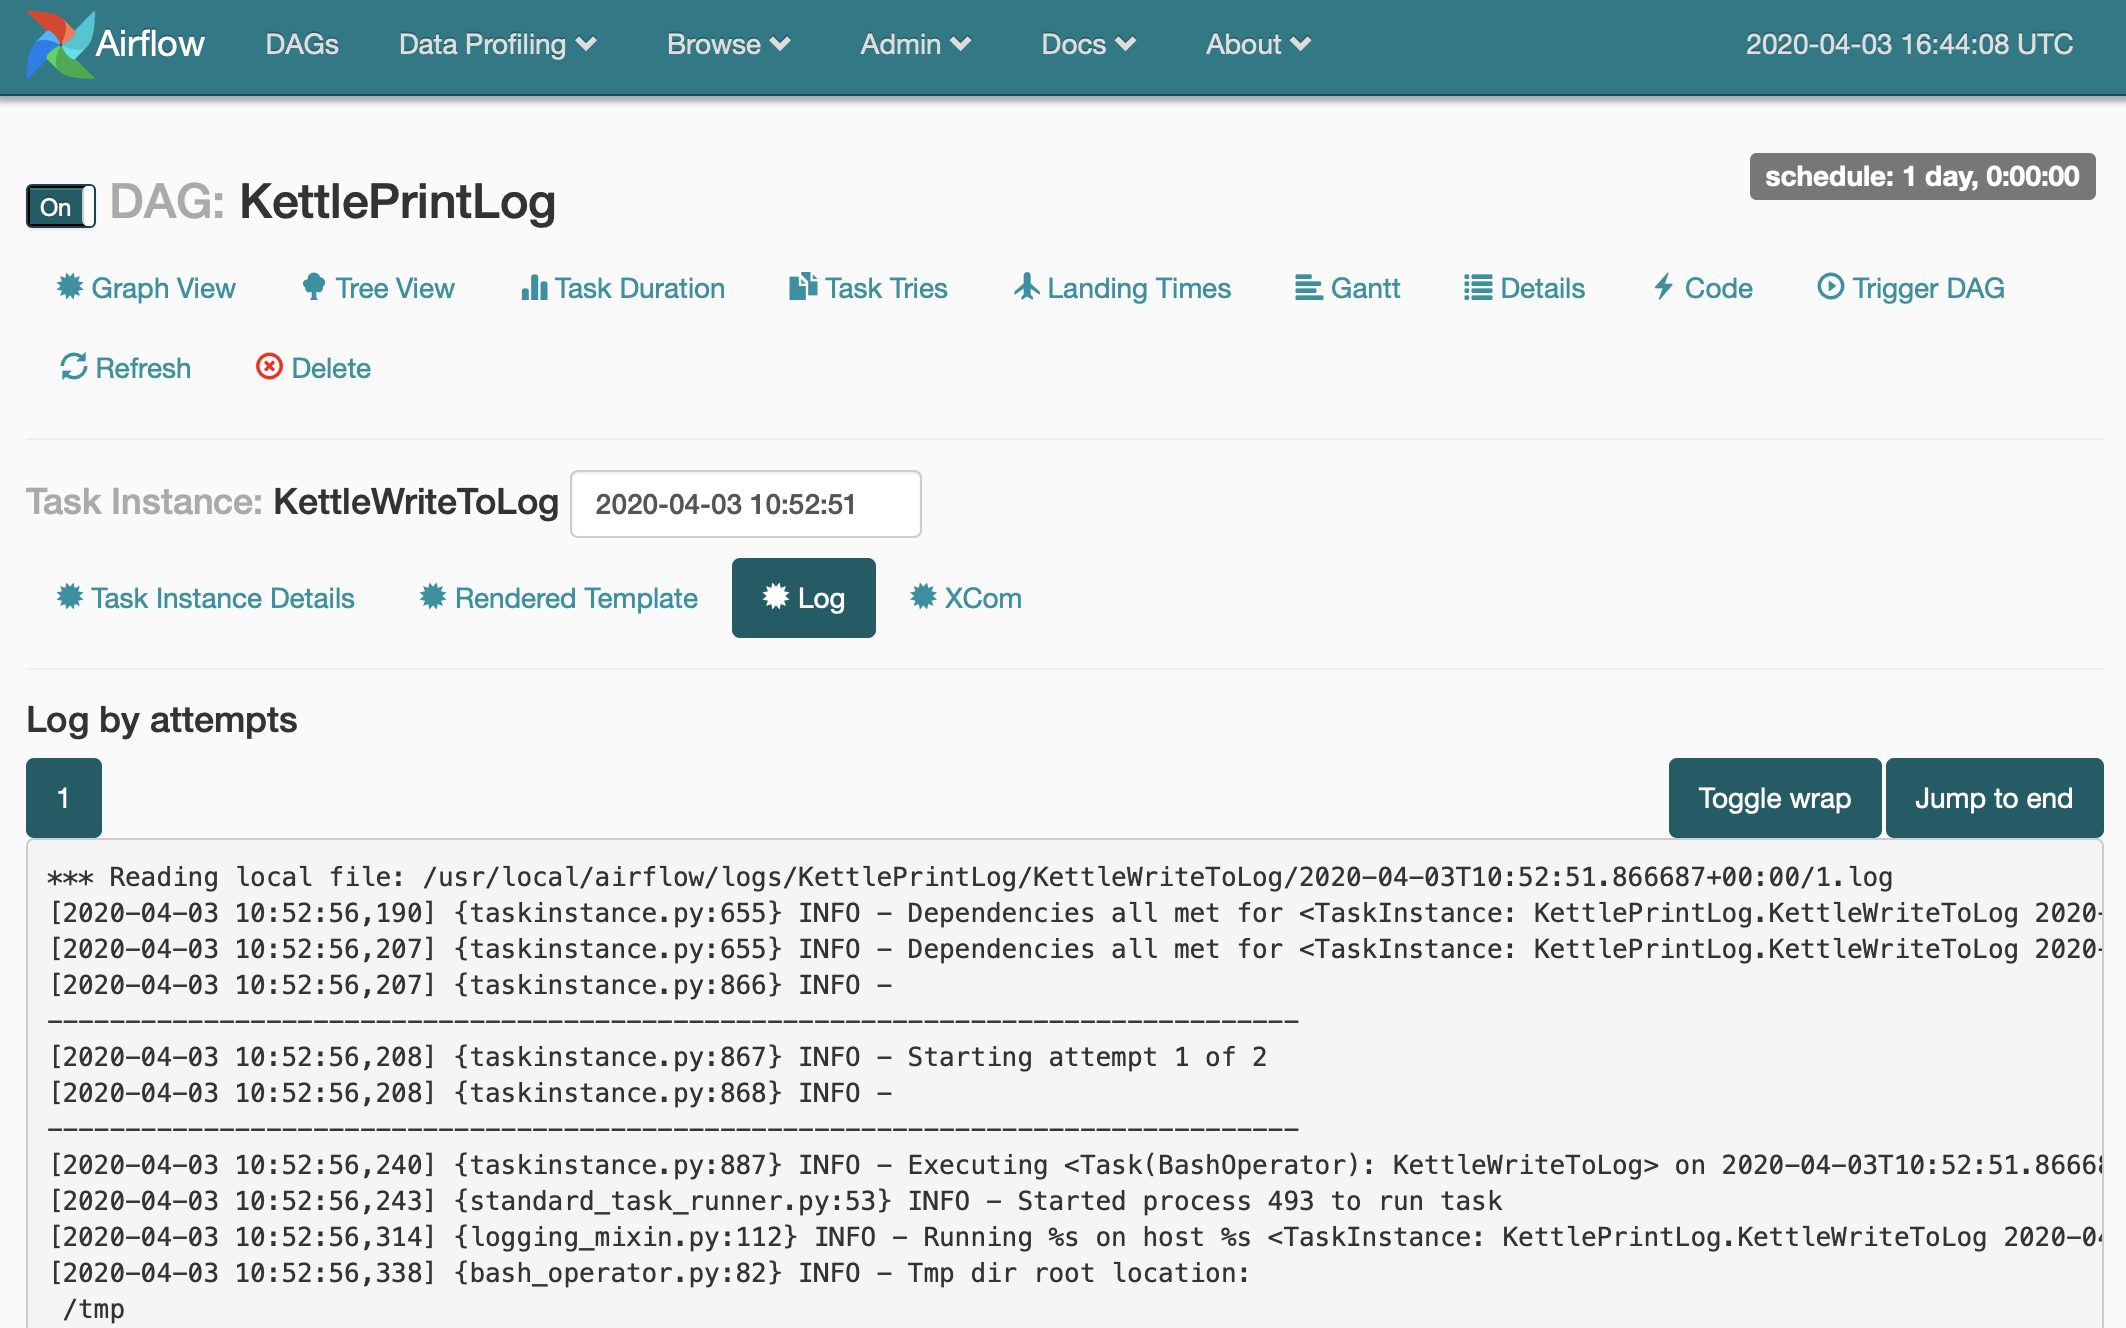 Airflow DAGs Data Profiling Browse Admin Docs About 2020-04-03 16:44:08 UTC
schedule: 1 day, 0:00:00
On DAG: KettlePrintLog
Graph View Tree View Task Duration Task Tries Landing Times Gantt Details Code Trigger DAG
Refresh Delete
Task Instance: KettleWriteToLog 2020-04-03 10:52:51
Task Instance Details Rendered Template Log XCom
Log by attempts
1 Toggle wrap Jump to end
*** Reading local file: /usr/local/airflow/logs/KettlePrintLog/KettleWriteToLog/2020-04-03T10:52:51.866687+00:00/1.log
[2020-04-03 10:52:56,190] {taskinstance.py:655} INFO - Dependencies all met for <TaskInstance: KettlePrintLog.KettleWriteToLog 2020-
[2020-04-03 10:52:56,207] {taskinstance.py:655} INFO - Dependencies all met for <TaskInstance: KettlePrintLog.KettleWriteToLog 2020-
[2020-04-03 10:52:56,207] {taskinstance.py:866} INFO -
--------------------------------------------------------------------------------
[2020-04-03 10:52:56,208] {taskinstance.py:867} INFO - Starting attempt 1 of 2
[2020-04-03 10:52:56,208] {taskinstance.py:868} INFO -
--------------------------------------------------------------------------------
[2020-04-03 10:52:56,240] {taskinstance.py:887} INFO - Executing <Task(BashOperator): KettleWriteToLog> on 2020-04-03T10:52:51.8666
[2020-04-03 10:52:56,243] {standard_task_runner.py:53} INFO - Started process 493 to run task
[2020-04-03 10:52:56,314] {logging_mixin.py:112} INFO - Running %s on host %s <TaskInstance: KettlePrintLog.KettleWriteToLog 2020-0
[2020-04-03 10:52:56,338] {bash_operator.py:82} INFO - Tmp dir root location:
/tmp